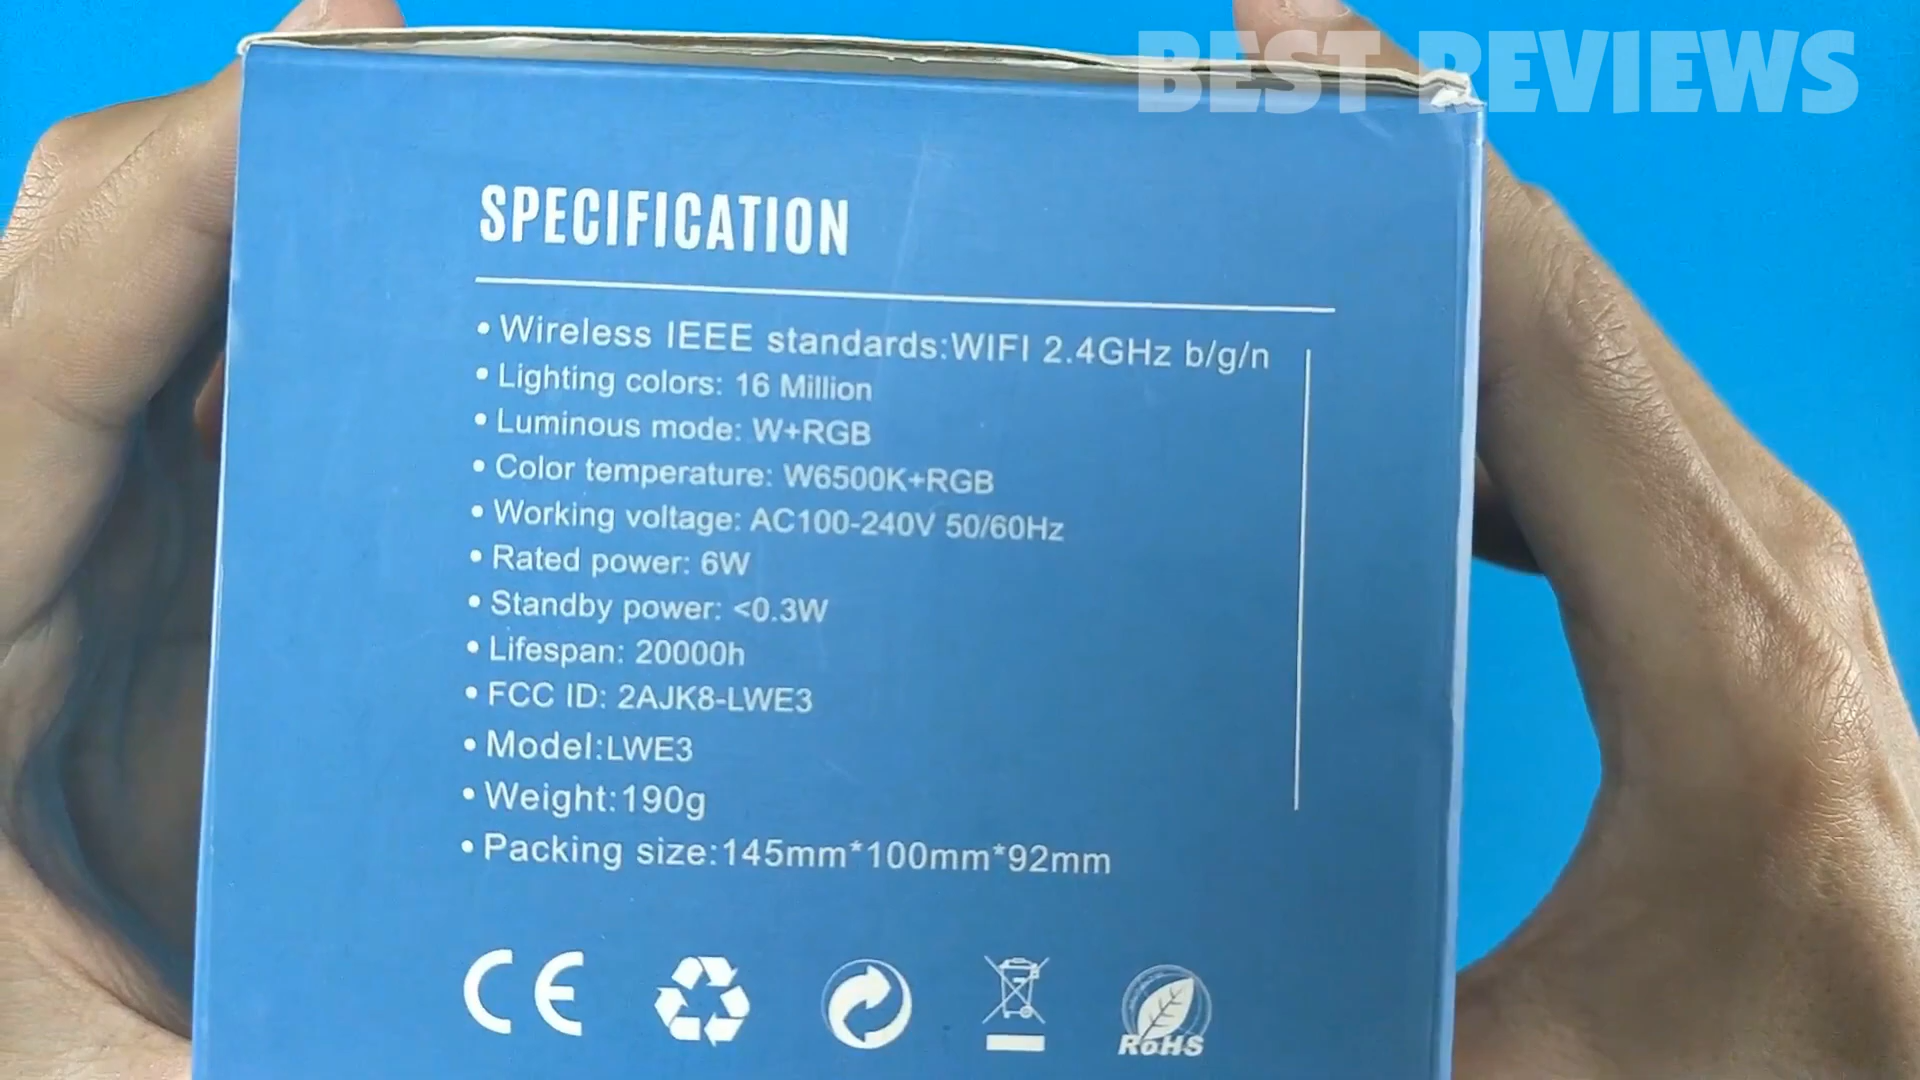 BEST REVIEWS
SPECIFICATION
• Wireless IEEE standards:WIFI 2.4GHz b/g/n
• Lighting colors: 16 Million
• Luminous mode: W+RGB
• Color temperature: W6500K+RGB
• Working voltage: AC100-240V 50/60Hz
• Rated power: 6W
• Standby power: <0.3W
• Lifespan: 20000h
• FCC ID: 2AJK8-LWE3
• Model:LWE3
• Weight:190g
• Packing size:145mm*100mm*92mm
CE
RoHS